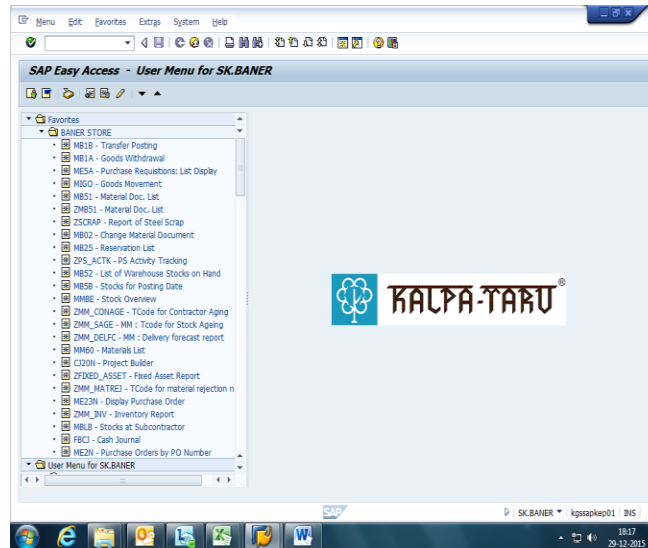 Menu Edit Favorites Extras System Help
SAP Easy Access - User Menu for SK.BANER
Favorites
BANER STORE
MB1B - Transfer Posting
MB1A - Goods Withdrawal
ME5A - Purchase Requisitions: List Display
MIGO - Goods Movement
MB51 - Material Doc. List
ZMB51 - Material Doc. List
ZSCRAP - Report of Steel Scrap
MB02 - Change Material Document
MB25 - Reservation List
ZPS_ACTK - PS Activity Tracking
MB52 - List of Warehouse Stocks on Hand
MB5B - Stocks for Posting Date
MMBE - Stock Overview
ZMM_CONAGE - TCode for Contractor Aging
ZMM_SAGE - MM : Tcode for Stock Ageing
ZMM_DELFC - MM : Delivery forecast report
MM60 - Materials List
CJ20N - Project Builder
ZFIXED_ASSET - Fixed Asset Report
ZMM_MATREJ - TCode for material rejection n
ME23N - Display Purchase Order
ZMM_INV - Inventory Report
MBLB - Stocks at Subcontractor
FBCJ - Cash Journal
ME2N - Purchase Orders by PO Number
User Menu for SK.BANER
KALPA-TARU®
SAP
SK.BANER kgssapkep01 INS
18:17
29-12-2015